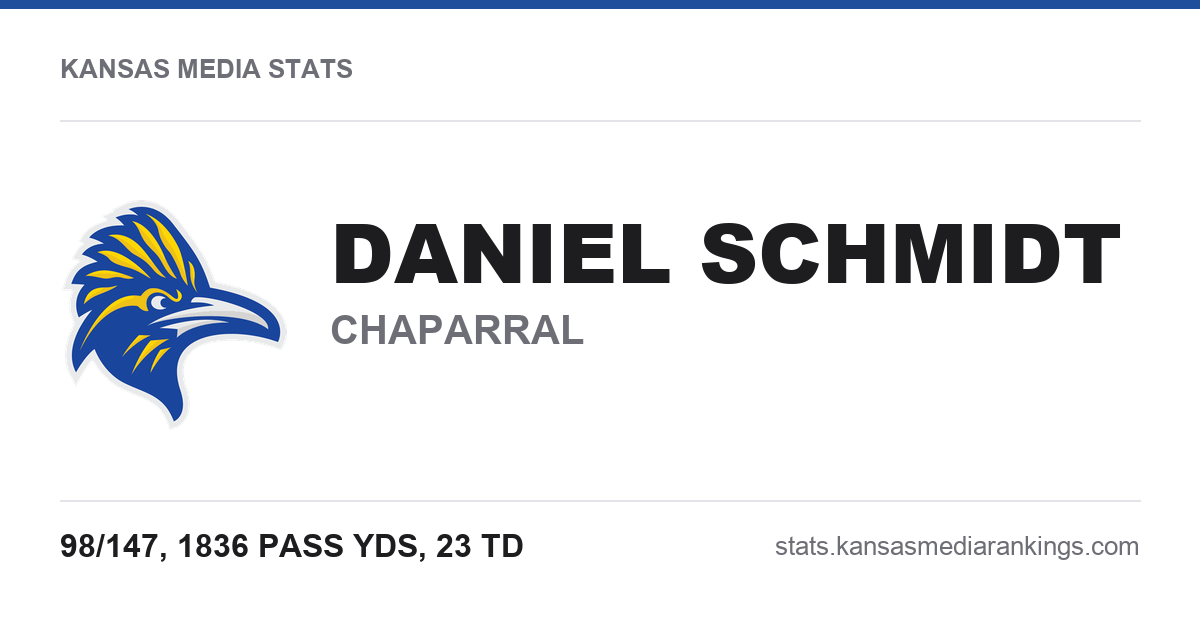 KANSAS MEDIA STATS
DANIEL SCHMIDT
CHAPARRAL
98/147, 1836 PASS YDS, 23 TD
stats.kansasmediarankings.com